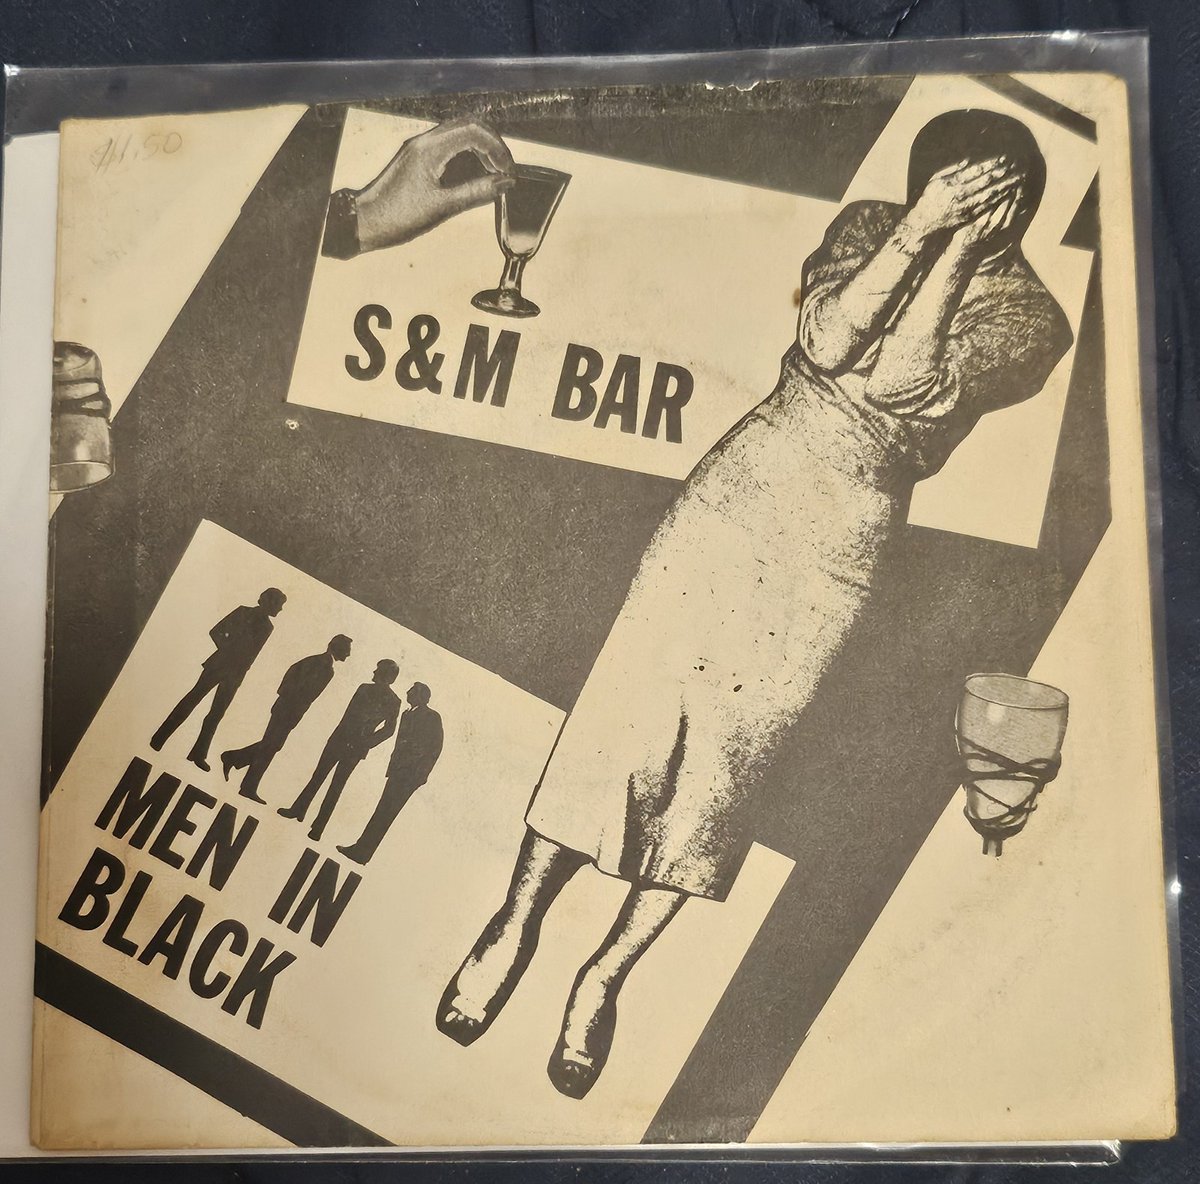 $1.50
S&M BAR
MEN IN
BLACK